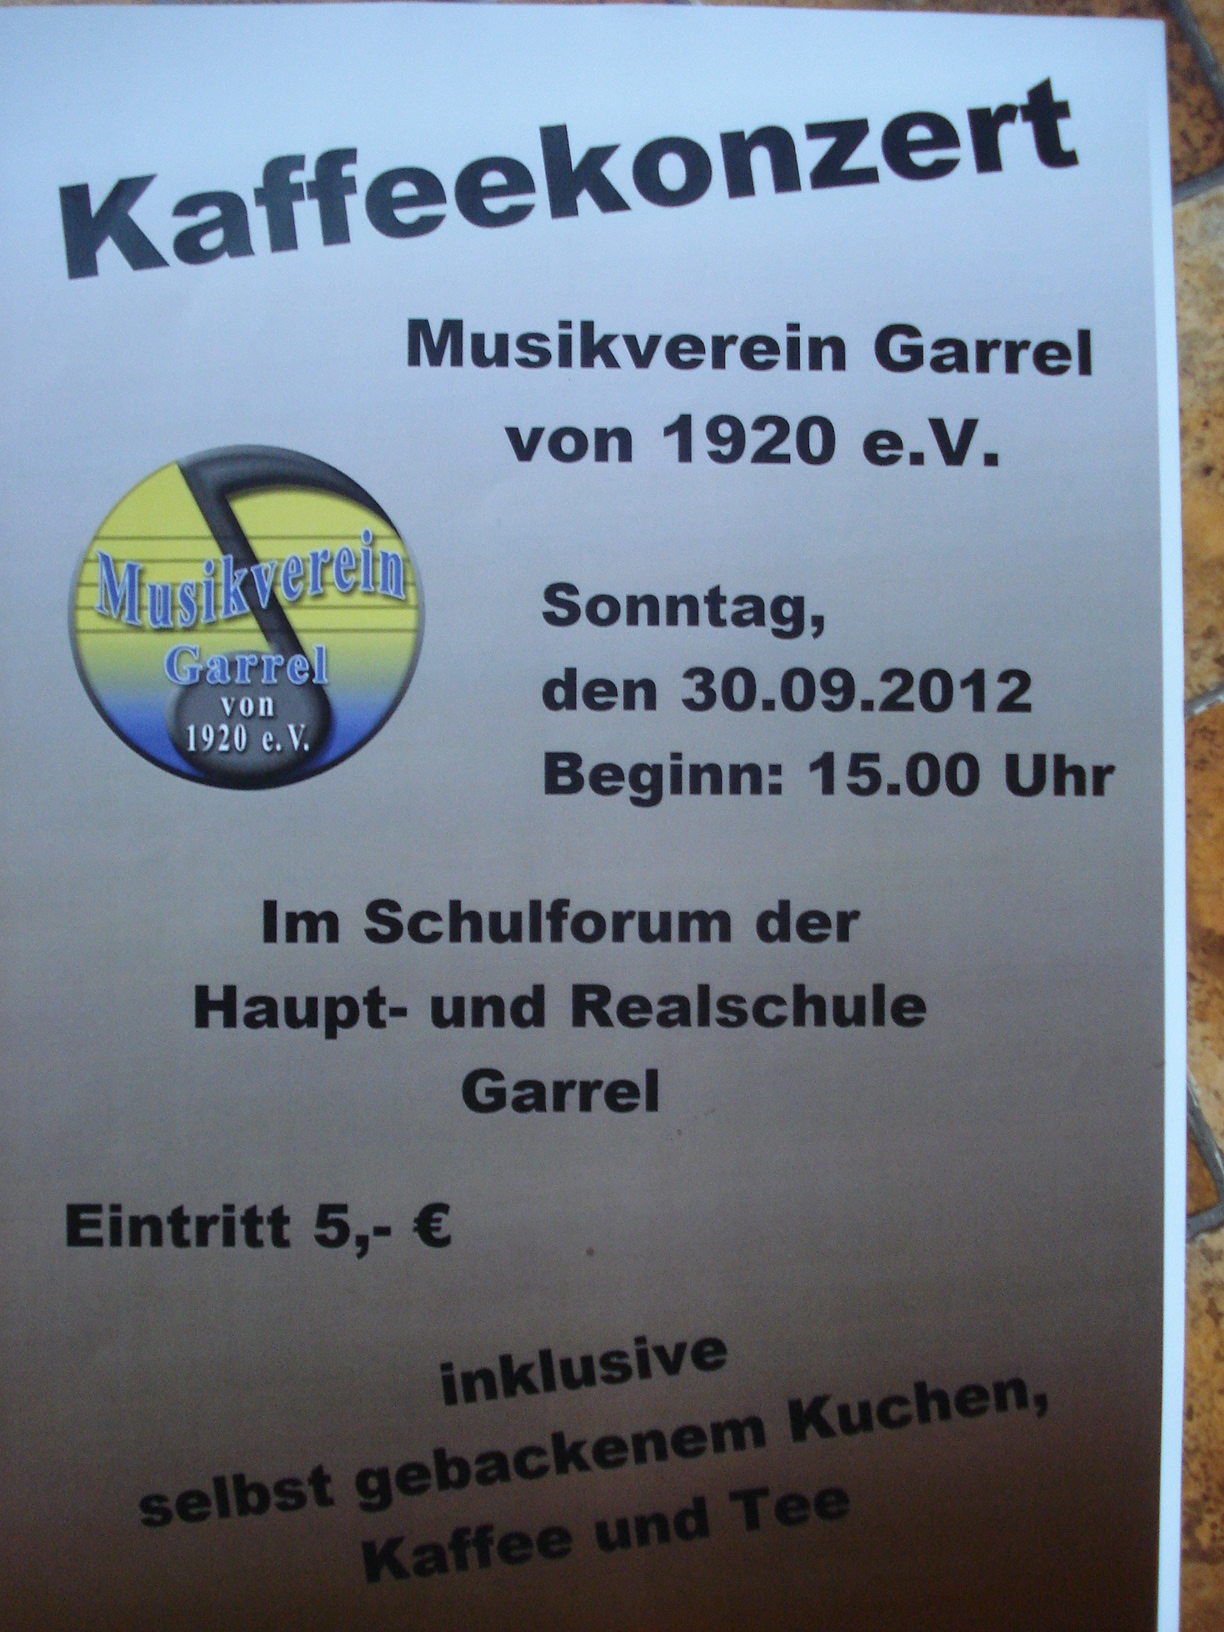 Kaffeekonzert
Musikverein Garrel
von 1920 e.V.
Musikverein
Garrel
von
1920 e.V.
Sonntag,
den 30.09.2012
Beginn: 15.00 Uhr
Im Schulforum der
Haupt- und Realschule
Garrel
Eintritt 5,- €
inklusive
selbst gebackenem Kuchen,
Kaffee und Tee